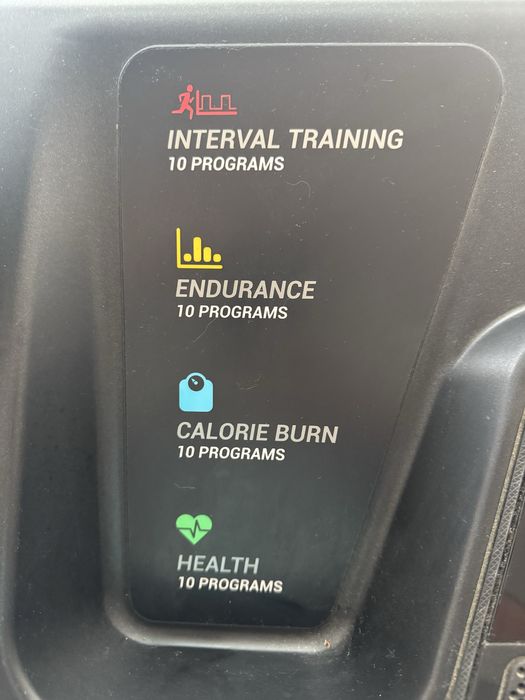 INTERVAL TRAINING
10 PROGRAMS
ENDURANCE
10 PROGRAMS
CALORIE BURN
10 PROGRAMS
HEALTH
10 PROGRAMS